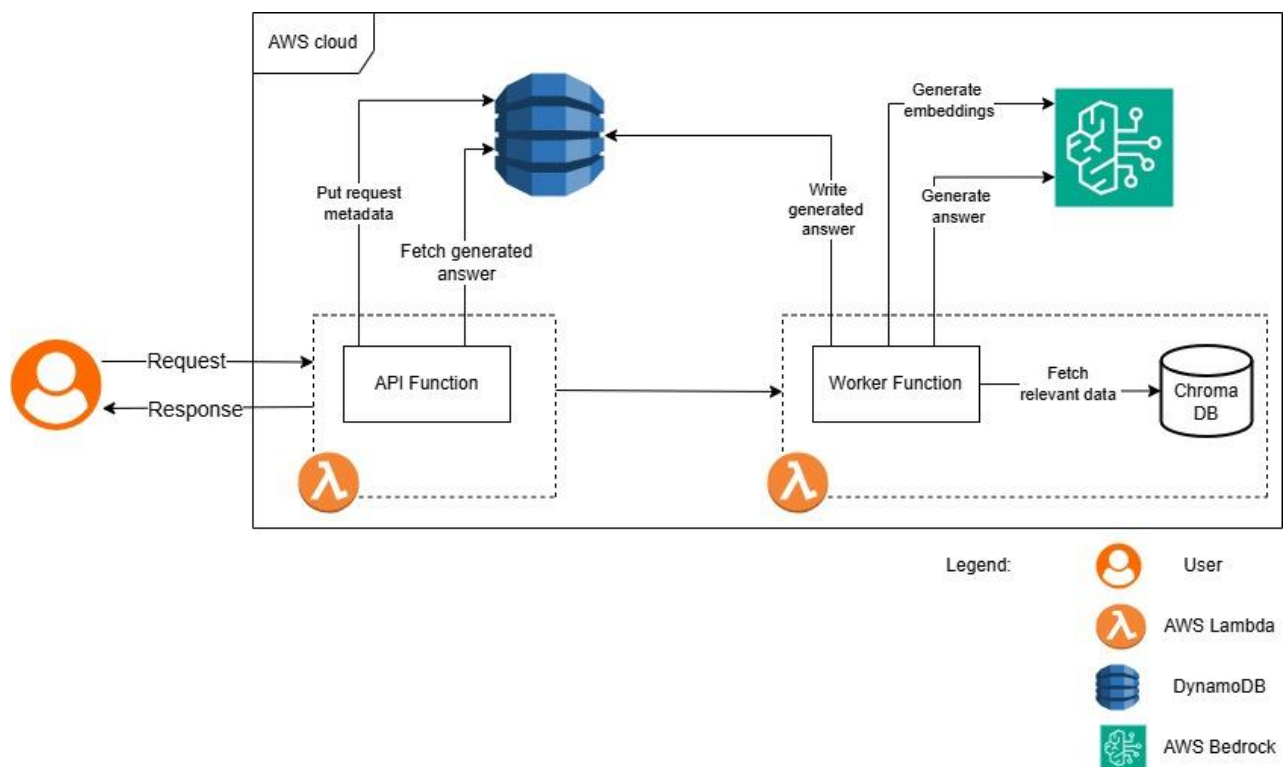 AWS cloud
Put request
metadata
Fetch generated
answer
Write
generated
answer
Generate
embeddings
Generate
answer
Request
Response
API Function
Worker Function
Fetch
relevant data
Chroma
DB
Legend:
User
AWS Lambda
DynamoDB
AWS Bedrock